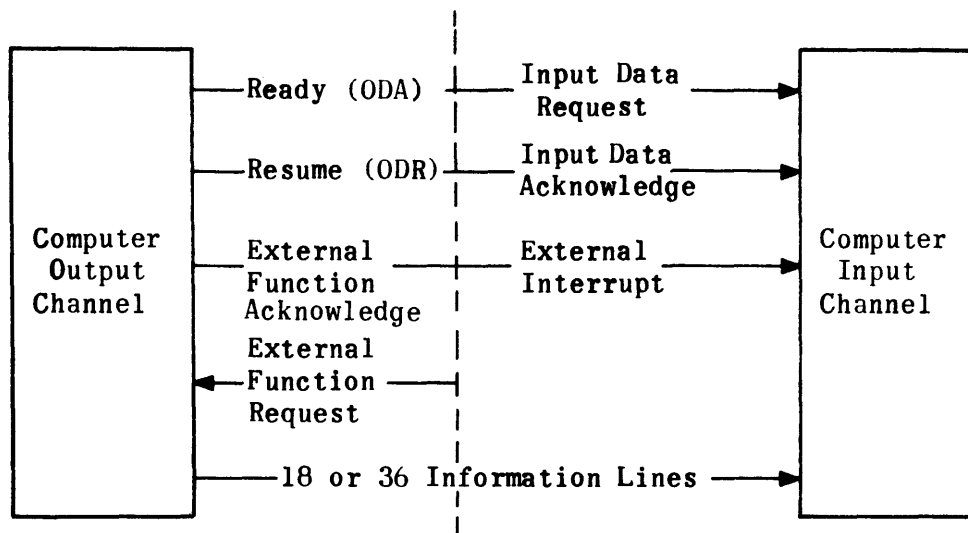 Ready (ODA)
Input Data
Request
Resume (ODR)
Input Data
Acknowledge
Computer
Output
Channel
External
Function
Acknowledge
External
Interrupt
Computer
Input
Channel
External
Function
Request
18 or 36 Information Lines